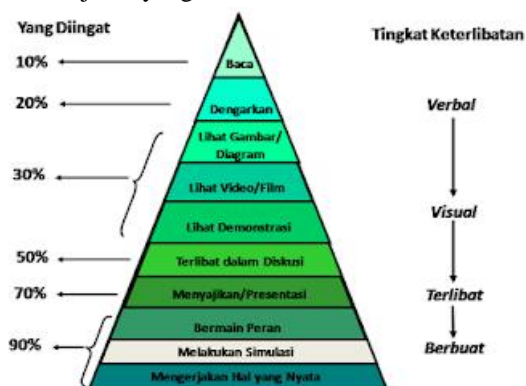 Yang Diingat
Tingkat Keterlibatan
10%
Baca
20%
Dengarkan
Verbal
Lihat Gambar/
Diagram
30%
Lihat Video/Film
Visual
Lihat Demonstrasi
50%
Terlibat dalam Diskusi
70%
Menyajikan/Presentasi
Terlibat
Bermain Peran
90%
Melakukan Simulasi
Berbuat
Mengerjakan Hal yang Nyata